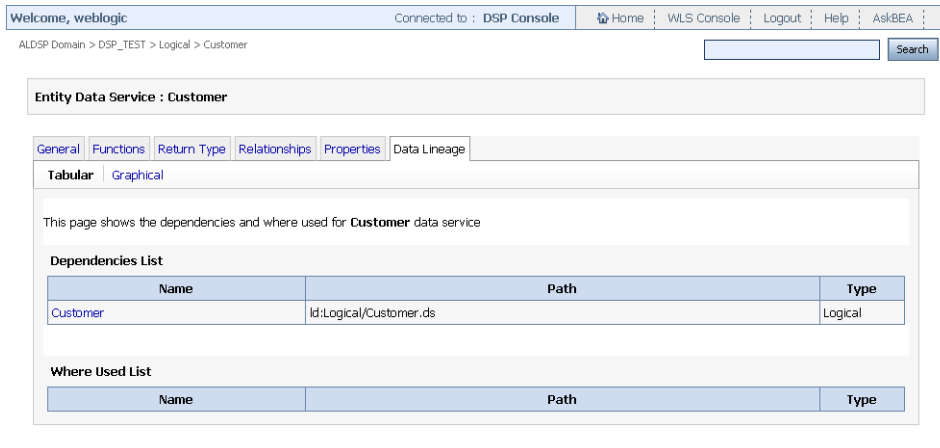 Welcome, weblogic Connected to : DSP Console Home WLS Console Logout Help AskBEA
ALDSP Domain > DSP_TEST > Logical > Customer Search
Entity Data Service : Customer
General Functions Return Type Relationships Properties Data Lineage
Tabular Graphical
This page shows the dependencies and where used for Customer data service
Dependencies List
Name Path Type
Customer ld:Logical/Customer.ds Logical
Where Used List
Name Path Type